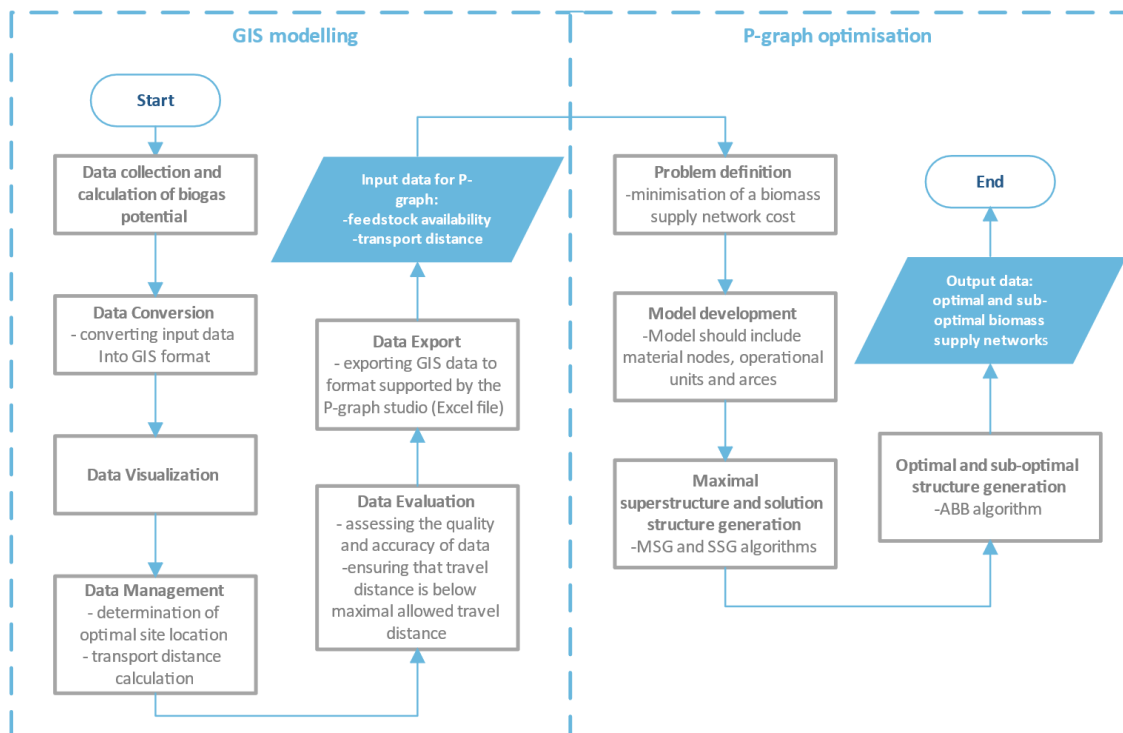 GIS modelling
Start
Data collection and
calculation of biogas
potential
Data Conversion
- converting input data
Into GIS format
Data Visualization
Data Management
- determination of
optimal site location
- transport distance
calculation
Data Evaluation
- assessing the quality
and accuracy of data
-ensuring that travel
distance is below
maximal allowed travel
distance
Data Export
- exporting GIS data to
format supported by the
P-graph studio (Excel file)
Input data for P-
graph:
-feedstock availability
-transport distance
P-graph optimisation
Problem definition
-minimisation of a biomass
supply network cost
Model development
-Model should include
material nodes, operational
units and arces
Maximal
superstructure and solution
structure generation
-MSG and SSG algorithms
Optimal and sub-optimal
structure generation
-ABB algorithm
Output data:
optimal and sub-
optimal biomass
supply networks
End